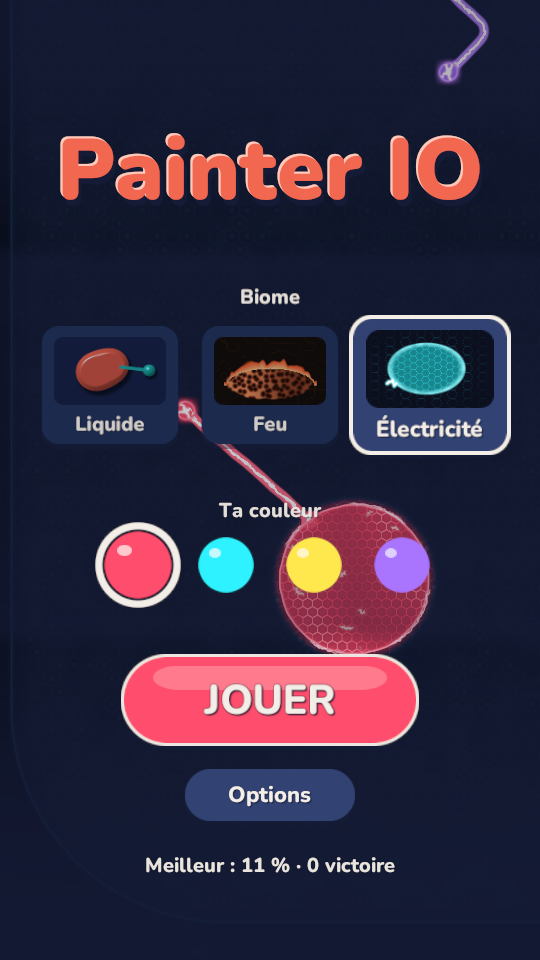 Painter IO
Biome
Liquide
Feu
Électricité
Ta couleur
JOUER
Options
Meilleur : 11 % · 0 victoire